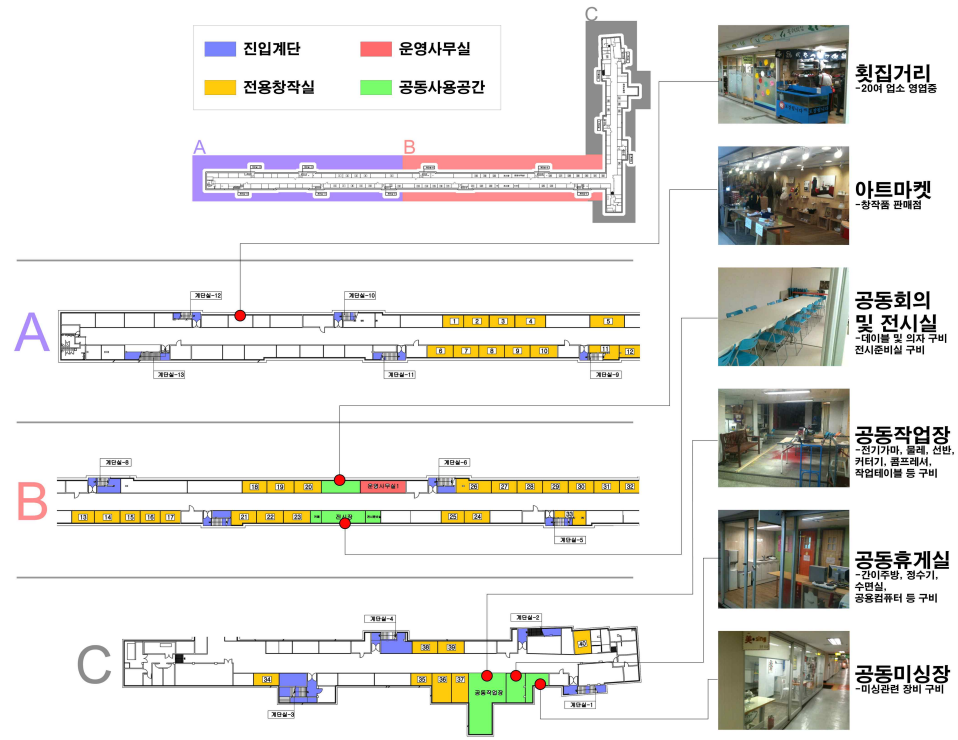 진입계단
운영사무실
전용창작실
공동사용공간
C
A
B
횟집거리
-20여 업소 영업중
아트마켓
-창작품 판매점
공동회의
및 전시실
-데이블 및 의자 구비
전시준비실 구비
공동작업장
-전기가마, 물레, 선반,
커터기, 콤프레셔,
작업테이블 등 구비
공동휴게실
-간이주방, 정수기,
수면실,
공용컴퓨터 등 구비
공동미싱장
-미싱관련 장비 구비
A
계단실-12
계단실-10
1 2 3 4 5
6 7 8 9 10 11 12
계단실-13
계단실-11
계단실-9
B
계단실-8
계단실-6
18 19 20 운영사무실1 26 27 28 29 30 31 32
13 14 15 16 17 21 22 23 전시장 25 24 33
계단실-5
C
계단실-4
계단실-2
38 39 40
34 35 36 37 공동작업장
계단실-3
계단실-1